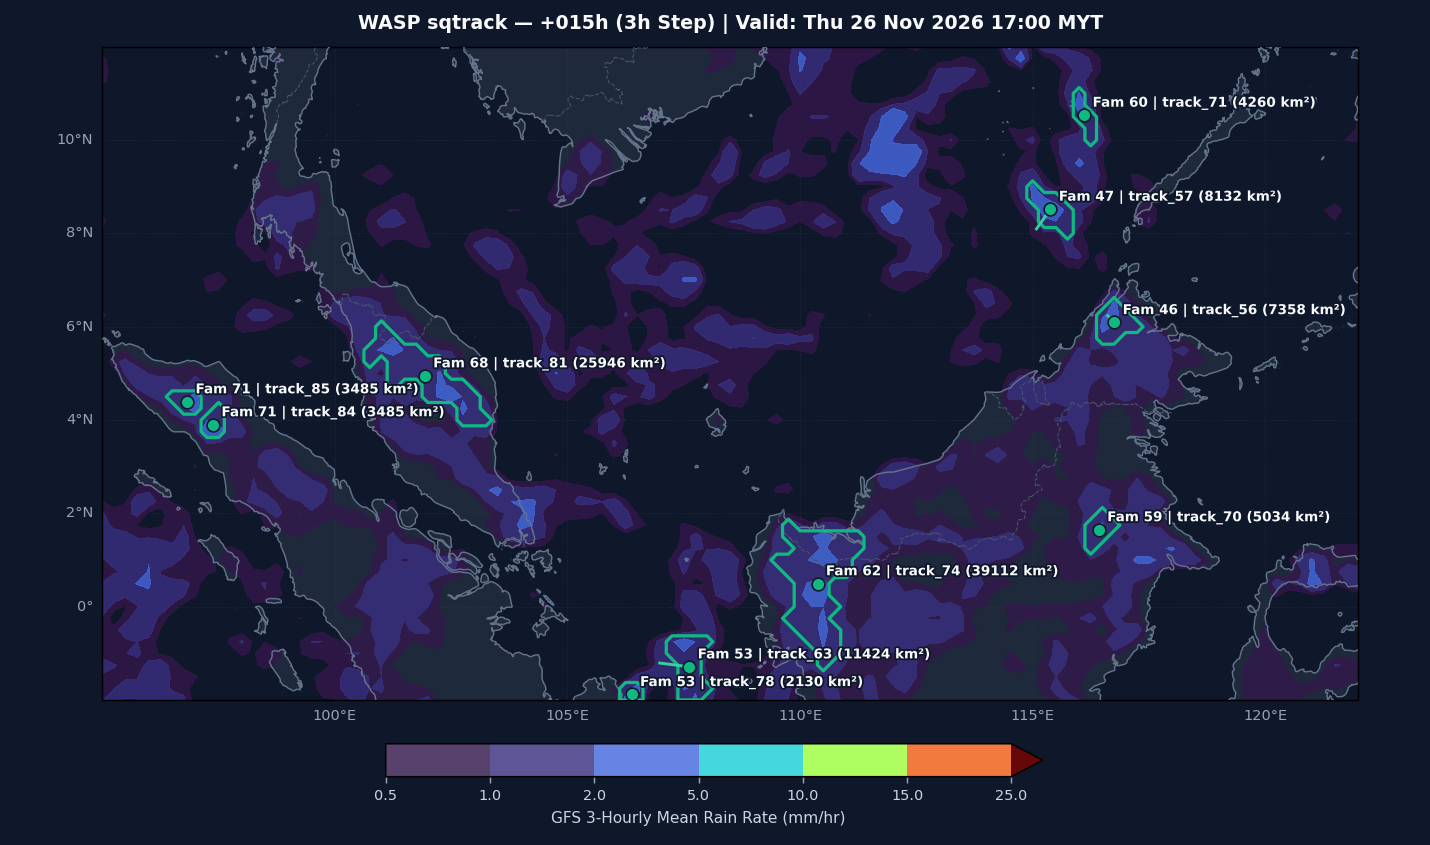 WASP sqtrack — +015h (3h Step) | Valid: Thu 26 Nov 2026 17:00 MYT
Fam 60 | track_71 (4260 km²)
10°N
Fam 47 | track_57 (8132 km²)
8°N
Fam 46 | track_56 (7358 km²)
6°N
Fam 68 | track_81 (25946 km²)
Fam 71 | track_85 (3485 km²)
Fam 71 | track_84 (3485 km²)
4°N
2°N
Fam 59 | track_70 (5034 km²)
Fam 62 | track_74 (39112 km²)
0°
Fam 53 | track_63 (11424 km²)
Fam 53 | track_78 (2130 km²)
100°E 105°E 110°E 115°E 120°E
0.5 1.0 2.0 5.0 10.0 15.0 25.0
GFS 3-Hourly Mean Rain Rate (mm/hr)